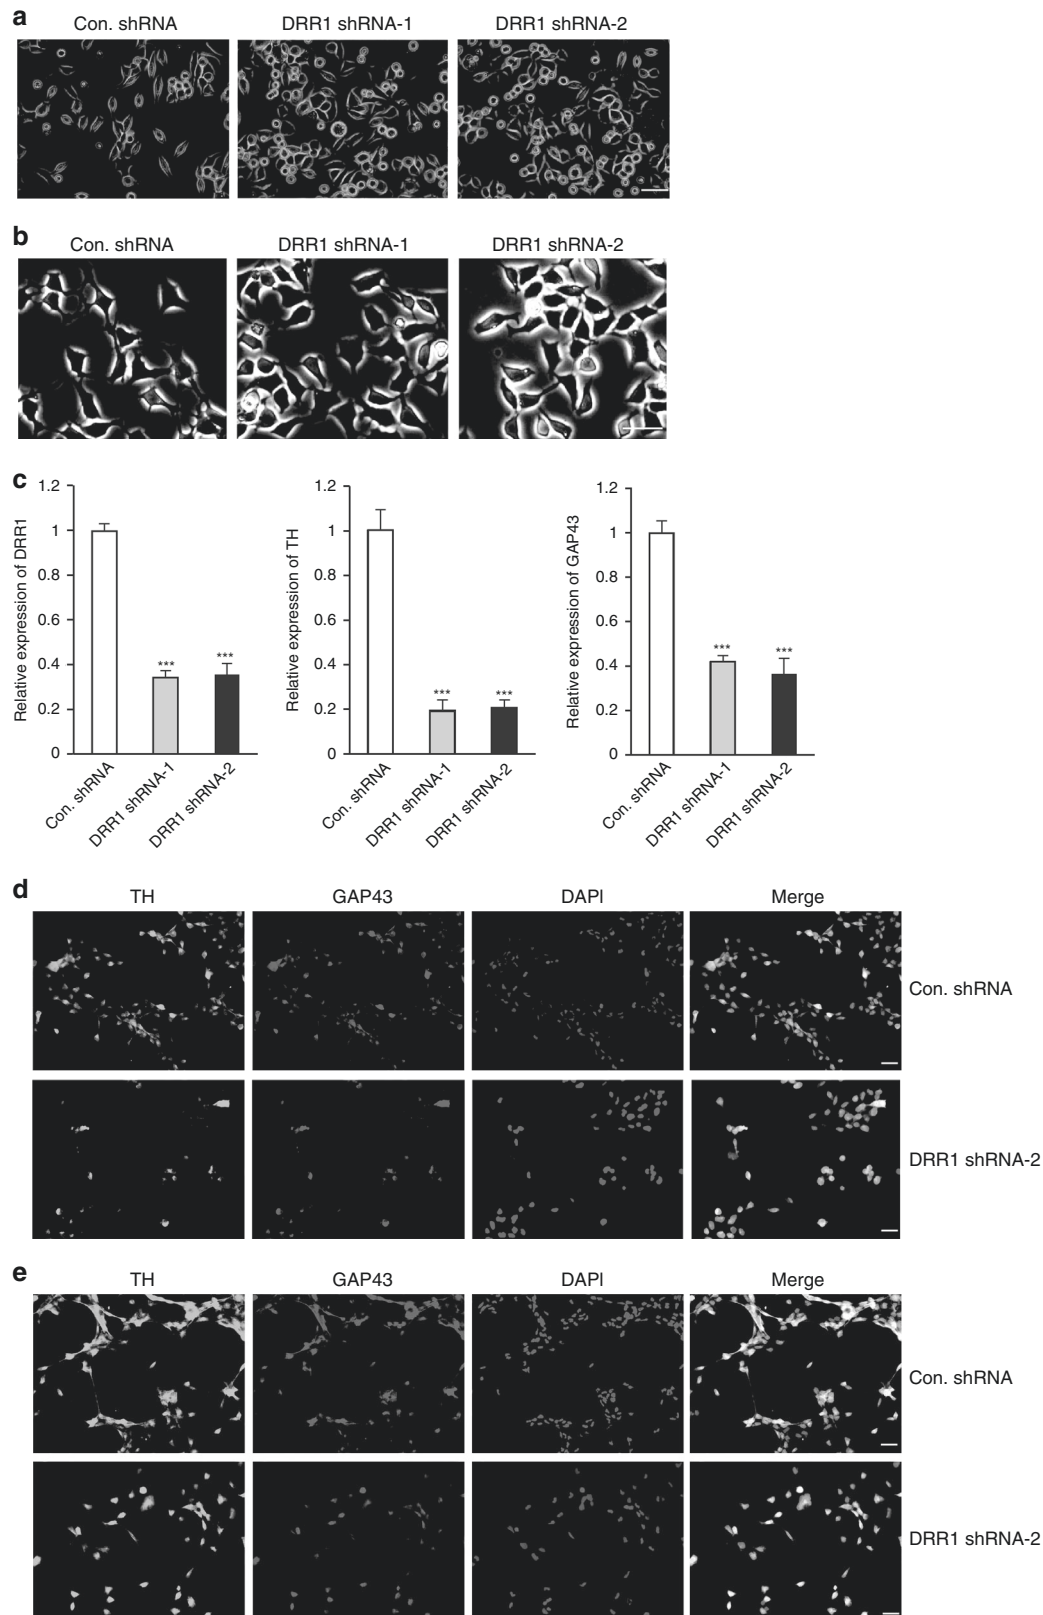 a
Con. shRNA DRR1 shRNA-1 DRR1 shRNA-2
b
Con. shRNA DRR1 shRNA-1 DRR1 shRNA-2
c
Relative expression of DRR1
1.2
1
0.8
0.6
0.4
0.2
0
***
***
Con. shRNA
DRR1 shRNA-1
DRR1 shRNA-2
Relative expression of TH
1.2
1
0.8
0.6
0.4
0.2
0
***
***
Con. shRNA
DRR1 shRNA-1
DRR1 shRNA-2
Relative expression of GAP43
1.2
1
0.8
0.6
0.4
0.2
0
***
***
Con. shRNA
DRR1 shRNA-1
DRR1 shRNA-2
d
TH GAP43 DAPI Merge
Con. shRNA
DRR1 shRNA-2
e
TH GAP43 DAPI Merge
Con. shRNA
DRR1 shRNA-2